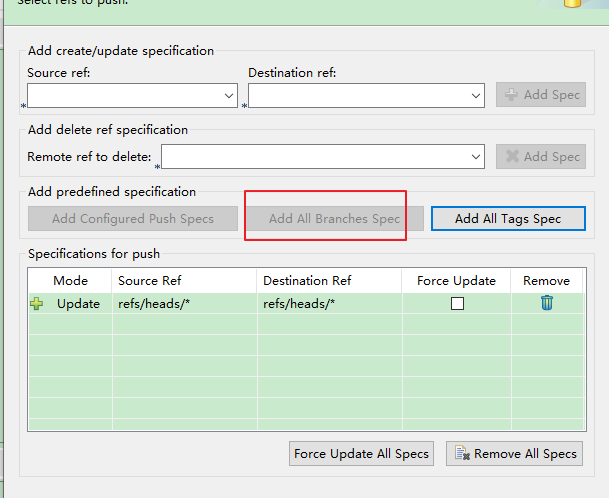 Select refs to push.
Add create/update specification
Source ref: Destination ref:
* * Add Spec
Add delete ref specification
Remote ref to delete: * Add Spec
Add predefined specification
Add Configured Push Specs Add All Branches Spec Add All Tags Spec
Specifications for push
Mode Source Ref Destination Ref Force Update Remove
Update refs/heads/* refs/heads/*
Force Update All Specs Remove All Specs